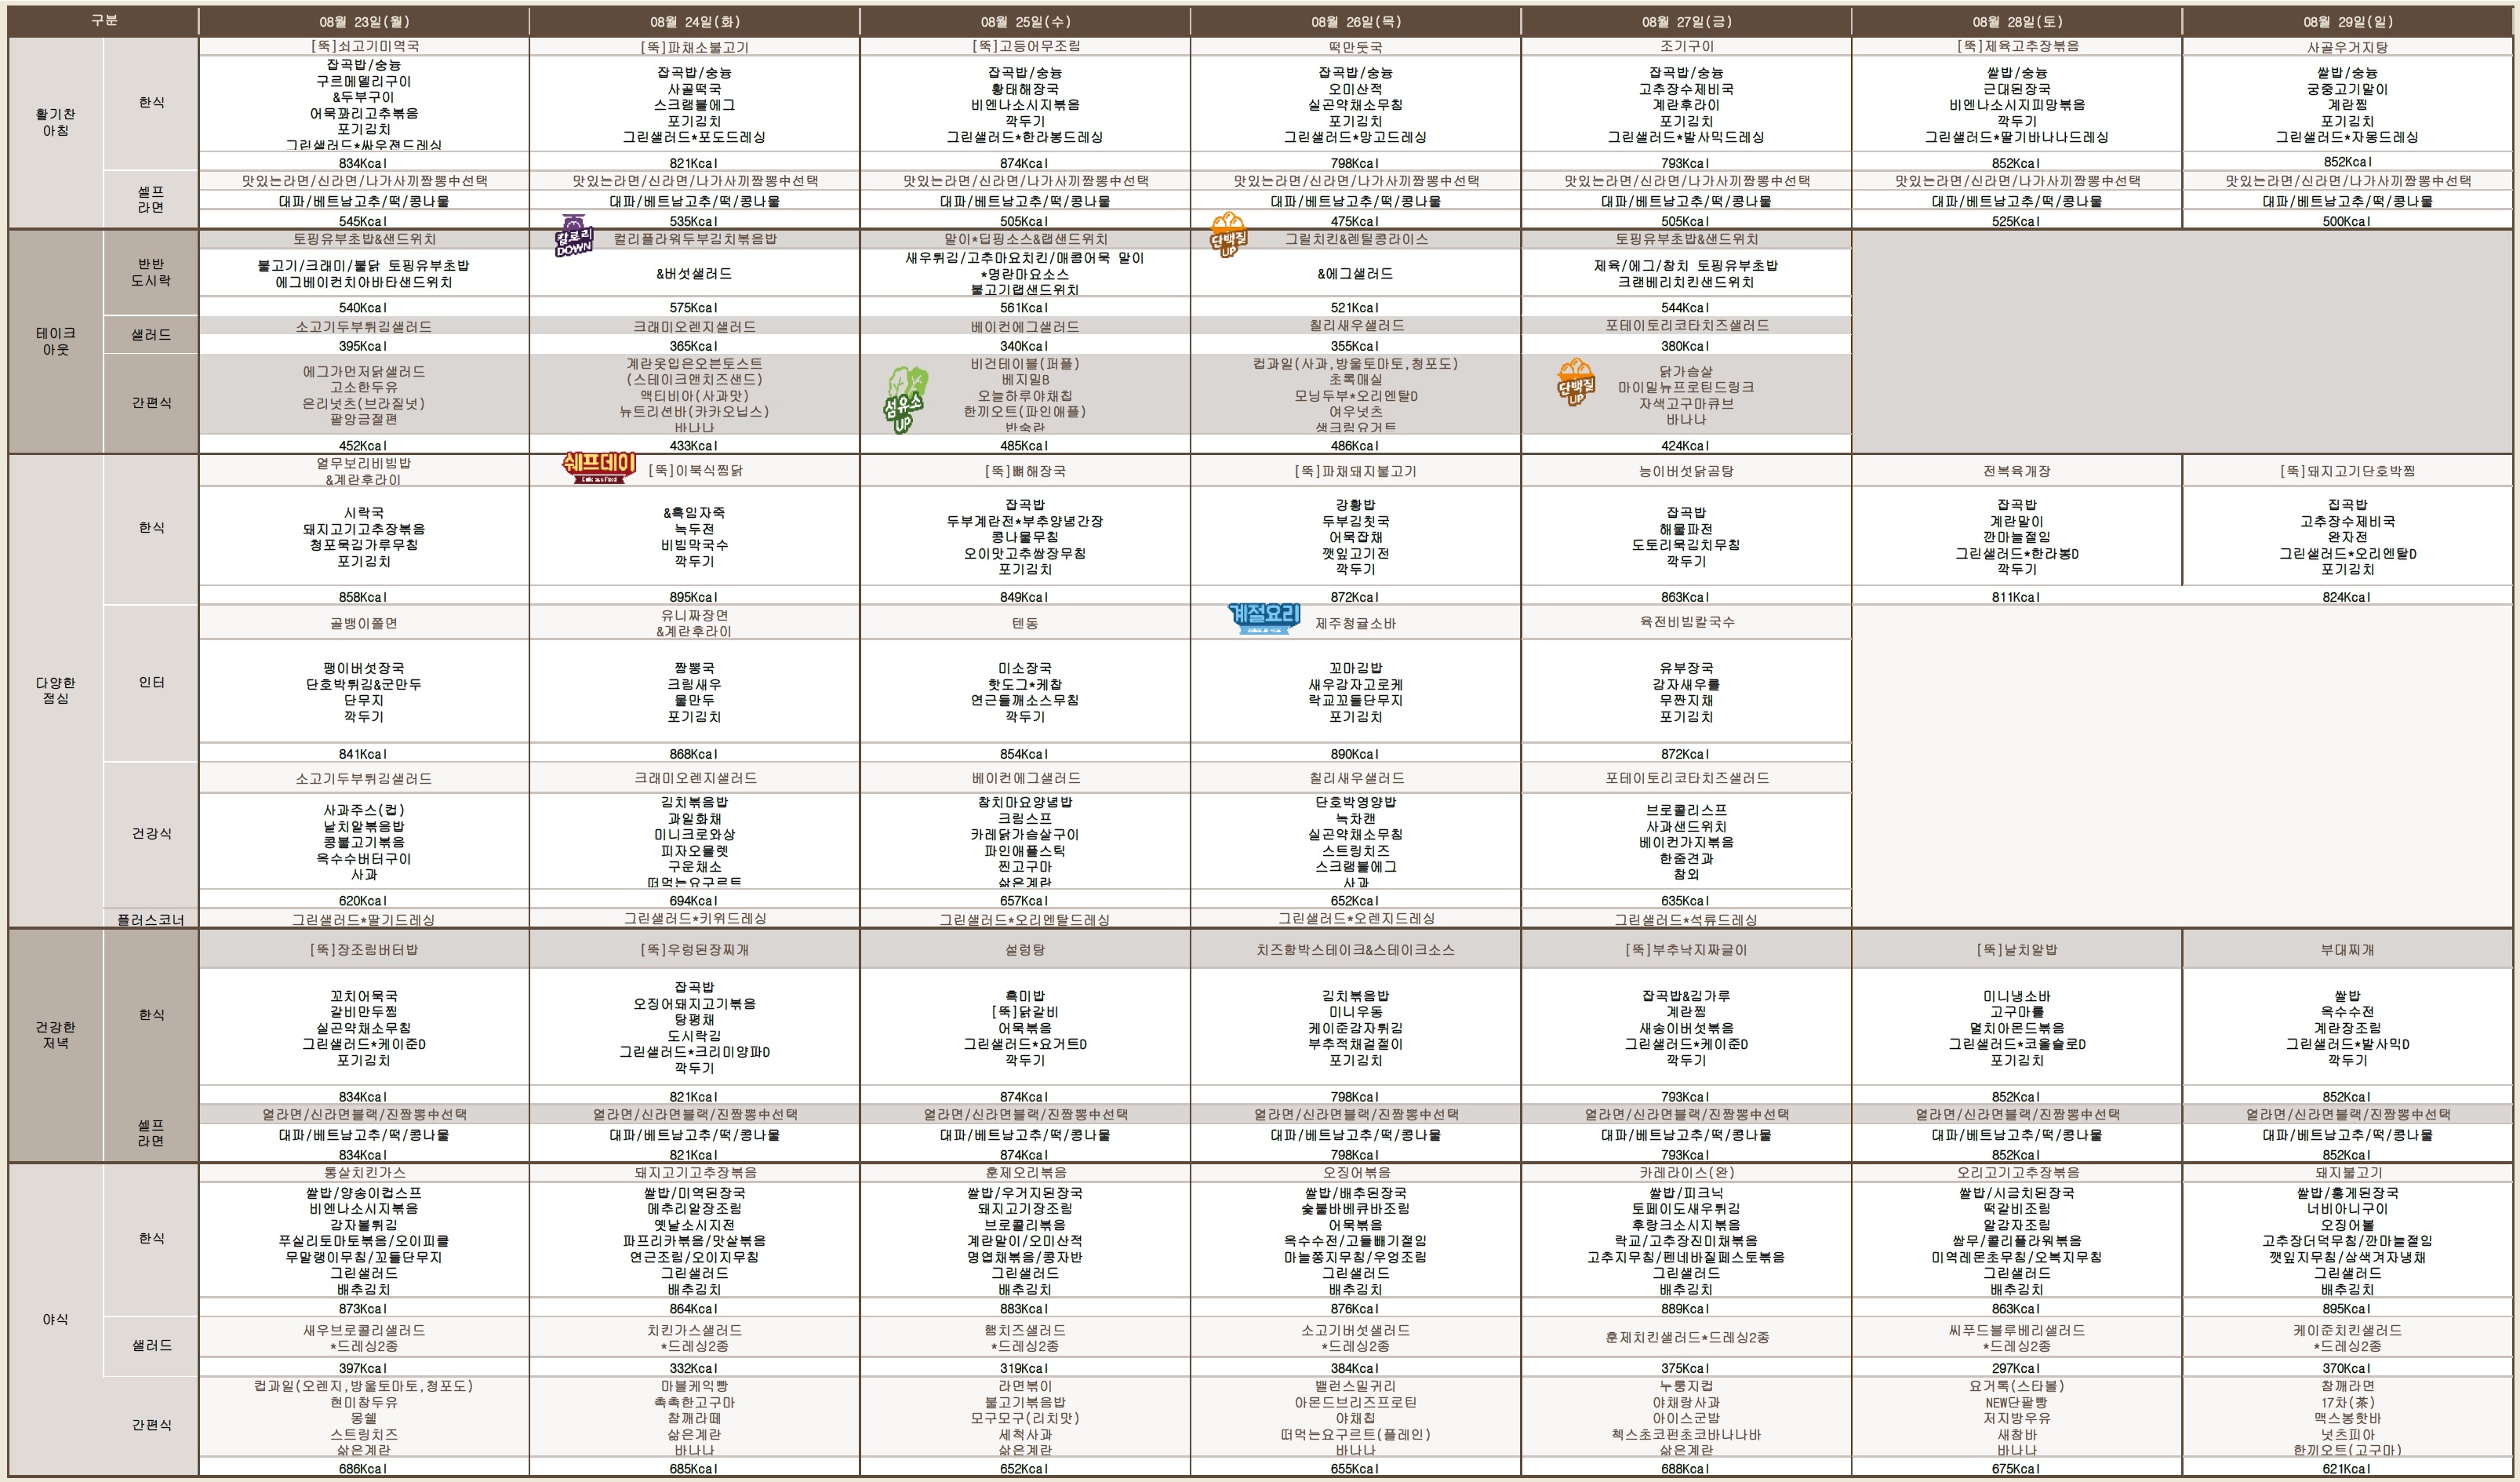 구분
08월 23일(월)
08월 24일(화)
08월 25일(수)
08월 26일(목)
08월 27일(금)
08월 28일(토)
08월 29일(일)
활기찬
아침
한식
[뚝]쇠고기미역국
잡곡밥/숭늉
구르메델리구이
&두부구이
어묵꽈리고추볶음
포기김치
그린샐러드*싸우젼드레싱
834Kcal
[뚝]파채소불고기
잡곡밥/숭늉
사골떡국
스크램블에그
포기김치
그린샐러드*포도드레싱
821Kcal
[뚝]고등어무조림
잡곡밥/숭늉
황태해장국
비엔나소시지볶음
깍두기
그린샐러드*한라봉드레싱
874Kcal
떡만둣국
잡곡밥/숭늉
오미산적
실곤약채소무침
포기김치
그린샐러드*망고드레싱
798Kcal
조기구이
잡곡밥/숭늉
고추장수제비국
계란후라이
포기김치
그린샐러드*발사믹드레싱
793Kcal
[뚝]제육고추장볶음
쌀밥/숭늉
근대된장국
비엔나소시지피망볶음
깍두기
그린샐러드*딸기바나나드레싱
852Kcal
사골우거지탕
쌀밥/숭늉
궁중고기말이
계란찜
포기김치
그린샐러드*자몽드레싱
852Kcal
셀프
라면
맛있는라면/신라면/나가사끼짬뽕中선택
대파/베트남고추/떡/콩나물
545Kcal
맛있는라면/신라면/나가사끼짬뽕中선택
대파/베트남고추/떡/콩나물
535Kcal
맛있는라면/신라면/나가사끼짬뽕中선택
대파/베트남고추/떡/콩나물
505Kcal
맛있는라면/신라면/나가사끼짬뽕中선택
대파/베트남고추/떡/콩나물
475Kcal
맛있는라면/신라면/나가사끼짬뽕中선택
대파/베트남고추/떡/콩나물
505Kcal
맛있는라면/신라면/나가사끼짬뽕中선택
대파/베트남고추/떡/콩나물
525Kcal
맛있는라면/신라면/나가사끼짬뽕中선택
대파/베트남고추/떡/콩나물
500Kcal
테이크
아웃
반반
도시락
토핑유부초밥&샌드위치
불고기/크래미/불닭 토핑유부초밥
에그베이컨치아바타샌드위치
540Kcal
칼로리
DOWN
컬리플라워두부김치볶음밥
&버섯샐러드
575Kcal
말이*딥핑소스&랩샌드위치
새우튀김/고추마요치킨/매콤어묵 말이
*명란마요소스
불고기랩샌드위치
561Kcal
단백질
UP
그릴치킨&렌틸콩라이스
&에그샐러드
521Kcal
토핑유부초밥&샌드위치
제육/에그/참치 토핑유부초밥
크랜베리치킨샌드위치
544Kcal
샐러드
소고기두부튀김샐러드
395Kcal
크래미오렌지샐러드
365Kcal
베이컨에그샐러드
340Kcal
칠리새우샐러드
355Kcal
포테이토리코타치즈샐러드
380Kcal
간편식
에그가먼저닭샐러드
고소한두유
온리넛츠(브라질넛)
팥앙금절편
452Kcal
계란옷입은오븐토스트
(스테이크앤치즈샌드)
액티비아(사과맛)
뉴트리션바(카카오닙스)
바나나
433Kcal
섬유소
UP
비건테이블(퍼플)
베지밀B
오늘하루야채칩
한끼오트(파인애플)
반숙란
485Kcal
컵과일(사과,방울토마토,청포도)
초록매실
모닝두부*오리엔탈D
여우넛츠
생크림요거트
486Kcal
단백질
UP
닭가슴살
마이밀뉴프로틴드링크
자색고구마큐브
바나나
424Kcal
다양한
점심
한식
열무보리비빔밥
&계란후라이
시락국
돼지고기고추장볶음
청포묵김가루무침
포기김치
858Kcal
쉐프데이
[뚝]이북식찜닭
&흑임자죽
녹두전
비빔막국수
깍두기
895Kcal
[뚝]뼈해장국
잡곡밥
두부계란전*부추양념간장
콩나물무침
오이맛고추쌈장무침
포기김치
849Kcal
[뚝]파채돼지불고기
강황밥
두부김칫국
어묵잡채
깻잎고기전
깍두기
872Kcal
능이버섯닭곰탕
잡곡밥
해물파전
도토리묵김치무침
깍두기
863Kcal
전복육개장
잡곡밥
계란말이
깐마늘절임
그린샐러드*한라봉D
깍두기
811Kcal
[뚝]돼지고기단호박찜
집곡밥
고추장수제비국
완자전
그린샐러드*오리엔탈D
포기김치
824Kcal
인터
골뱅이쫄면
팽이버섯장국
단호박튀김&군만두
단무지
깍두기
841Kcal
유니짜장면
&계란후라이
짬뽕국
크림새우
물만두
포기김치
868Kcal
텐동
미소장국
핫도그*케찹
연근들깨소스무침
깍두기
854Kcal
계절요리
제주청귤소바
꼬마김밥
새우감자고로케
락교꼬들단무지
포기김치
890Kcal
육전비빔칼국수
유부장국
감자새우롤
무짠지채
포기김치
872Kcal
건강식
소고기두부튀김샐러드
사과주스(컵)
날치알볶음밥
콩불고기볶음
옥수수버터구이
사과
620Kcal
크래미오렌지샐러드
김치볶음밥
과일화채
미니크로와상
피자오믈렛
구운채소
떠먹는요구르트
694Kcal
베이컨에그샐러드
참치마요양념밥
크림스프
카레닭가슴살구이
파인애플스틱
찐고구마
삶은계란
657Kcal
칠리새우샐러드
단호박영양밥
녹차캔
실곤약채소무침
스트링치즈
스크램블에그
사과
652Kcal
포테이토리코타치즈샐러드
브로콜리스프
사과샌드위치
베이컨가지볶음
한줌견과
참외
635Kcal
플러스코너
그린샐러드*딸기드레싱
그린샐러드*키위드레싱
그린샐러드*오리엔탈드레싱
그린샐러드*오렌지드레싱
그린샐러드*석류드레싱
건강한
저녁
한식
[뚝]장조림버터밥
꼬치어묵국
갈비만두찜
실곤약채소무침
그린샐러드*케이준D
포기김치
834Kcal
[뚝]우렁된장찌개
잡곡밥
오징어돼지고기볶음
탕평채
도시락김
그린샐러드*크리미양파D
깍두기
821Kcal
설렁탕
흑미밥
[뚝]닭갈비
어묵볶음
그린샐러드*요거트D
깍두기
874Kcal
치즈함박스테이크&스테이크소스
김치볶음밥
미니우동
케이준감자튀김
부추적채겉절이
포기김치
798Kcal
[뚝]부추낙지짜글이
잡곡밥&김가루
계란찜
새송이버섯볶음
그린샐러드*케이준D
깍두기
793Kcal
[뚝]날치알밥
미니냉소바
고구마롤
멸치아몬드볶음
그린샐러드*코울슬로D
포기김치
852Kcal
부대찌개
쌀밥
옥수수전
계란장조림
그린샐러드*발사믹D
깍두기
852Kcal
셀프
라면
열라면/신라면블랙/진짬뽕中선택
대파/베트남고추/떡/콩나물
834Kcal
열라면/신라면블랙/진짬뽕中선택
대파/베트남고추/떡/콩나물
821Kcal
열라면/신라면블랙/진짬뽕中선택
대파/베트남고추/떡/콩나물
874Kcal
열라면/신라면블랙/진짬뽕中선택
대파/베트남고추/떡/콩나물
798Kcal
열라면/신라면블랙/진짬뽕中선택
대파/베트남고추/떡/콩나물
793Kcal
열라면/신라면블랙/진짬뽕中선택
대파/베트남고추/떡/콩나물
852Kcal
열라면/신라면블랙/진짬뽕中선택
대파/베트남고추/떡/콩나물
852Kcal
야식
한식
통살치킨가스
쌀밥/양송이컵스프
비엔나소시지볶음
감자볼튀김
푸실리토마토볶음/오이피클
무말랭이무침/꼬들단무지
그린샐러드
배추김치
873Kcal
돼지고기고추장볶음
쌀밥/미역된장국
메추리알장조림
옛날소시지전
파프리카볶음/맛살볶음
연근조림/오이지무침
그린샐러드
배추김치
864Kcal
훈제오리볶음
쌀밥/우거지된장국
돼지고기장조림
브로콜리볶음
계란말이/오미산적
명엽채볶음/콩자반
그린샐러드
배추김치
883Kcal
오징어볶음
쌀밥/배추된장국
숯불바베큐바조림
어묵볶음
옥수수전/고들빼기절임
마늘쫑지무침/우엉조림
그린샐러드
배추김치
876Kcal
카레라이스(완)
쌀밥/피크닉
토페이도새우튀김
후랑크소시지볶음
락교/고추장진미채볶음
고추지무침/펜네바질페스토볶음
그린샐러드
배추김치
889Kcal
오리고기고추장볶음
쌀밥/시금치된장국
떡갈비조림
알감자조림
쌈무/콜리플라워볶음
미역레몬초무침/오복지무침
그린샐러드
배추김치
863Kcal
돼지불고기
쌀밥/홍게된장국
너비아니구이
오징어볼
고추장더덕무침/깐마늘절임
깻잎지무침/삼색겨자냉채
그린샐러드
배추김치
895Kcal
샐러드
새우브로콜리샐러드
*드레싱2종
397Kcal
치킨가스샐러드
*드레싱2종
332Kcal
햄치즈샐러드
*드레싱2종
319Kcal
소고기버섯샐러드
*드레싱2종
384Kcal
훈제치킨샐러드*드레싱2종
375Kcal
씨푸드블루베리샐러드
*드레싱2종
297Kcal
케이준치킨샐러드
*드레싱2종
370Kcal
간편식
컵과일(오렌지,방울토마토,청포도)
현미참두유
몽쉘
스트링치즈
삶은계란
686Kcal
마블케익빵
촉촉한고구마
참깨라떼
삶은계란
바나나
685Kcal
라면볶이
불고기볶음밥
모구모구(리치맛)
세척사과
삶은계란
652Kcal
밸런스밀귀리
아몬드브리즈프로틴
야채칩
떠먹는요구르트(플레인)
바나나
655Kcal
누룽지컵
야채랑사과
아이스군밤
첵스초코펀초코바나나바
삶은계란
688Kcal
요거톡(스타볼)
NEW단팥빵
저지방우유
새참바
바나나
675Kcal
참깨라면
17차(茶)
맥스봉핫바
넛츠피아
한끼오트(고구마)
621Kcal